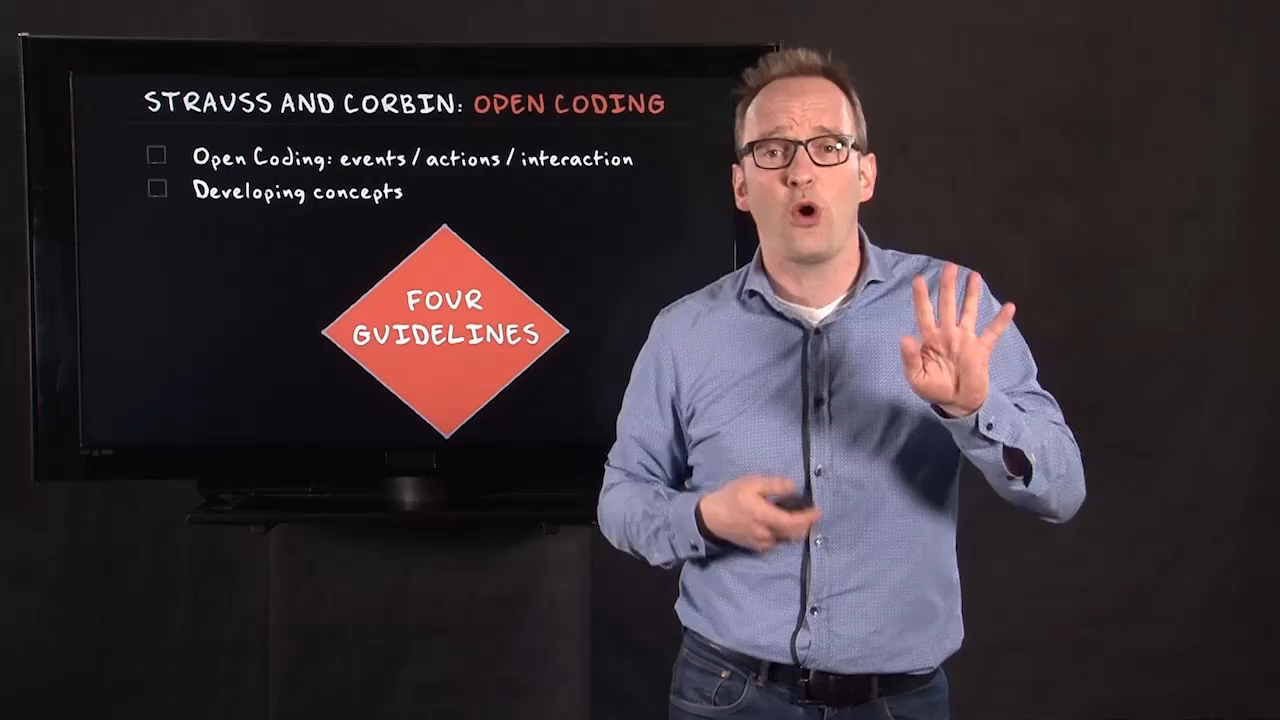 STRAUSS AND CORBIN: OPEN CODING
Open Coding: events / actions / interaction
Developing concepts
FOUR
GUIDELINES